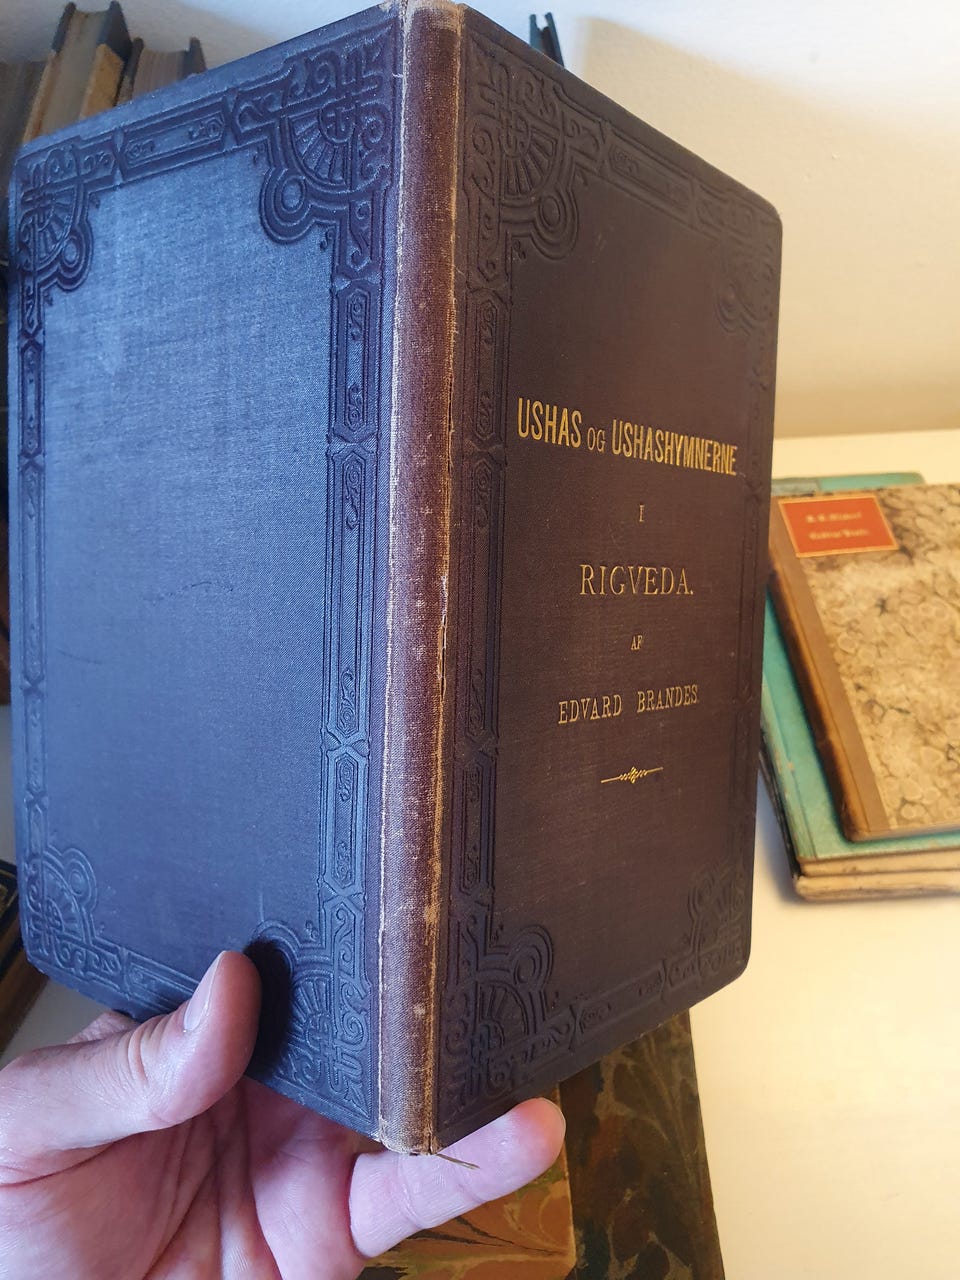 USHAS OG USHASHYMNERNE
I
RIGVEDA.
AF
EDVARD BRANDES